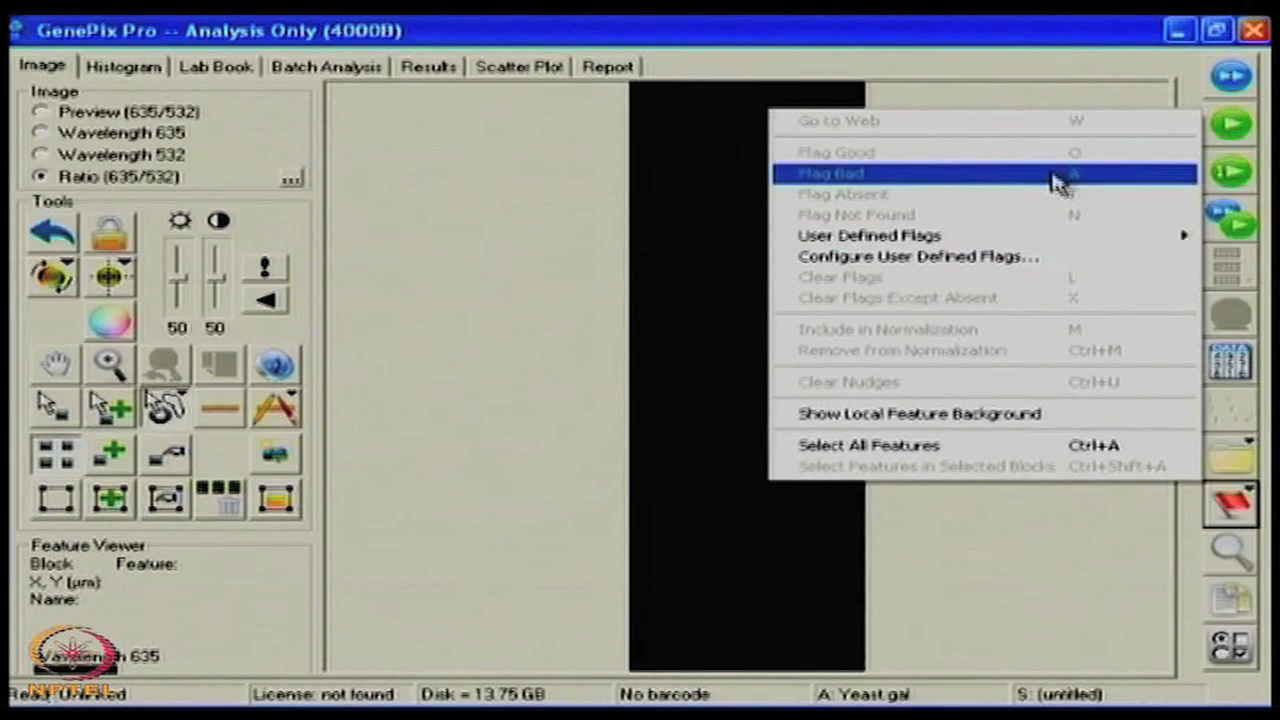 GenePix Pro -- Analysis Only (4000B)
Image Histogram Lab Book Batch Analysis Results Scatter Plot Report
Image
Preview (635/532)
Wavelength 635
Wavelength 532
Ratio (635/532)
...
Tools
50 50
Feature Viewer
Block Feature:
X, Y (µm):
Name:
Wavelength 635
Go to Web W
Flag Good O
Flag Bad A
Flag Absent
Flag Not Found N
User Defined Flags
Configure User Defined Flags...
Clear Flags L
Clear Flags Except Absent X
Include in Normalization M
Remove from Normalization Ctrl+M
Clear Nudges Ctrl+U
Show Local Feature Background
Select All Features Ctrl+A
Select Features in Selected Blocks Ctrl+Shift+A
DATA
NPTEL
License: not found Disk = 13.75 GB No barcode A: Yeast.gal S: (untitled)